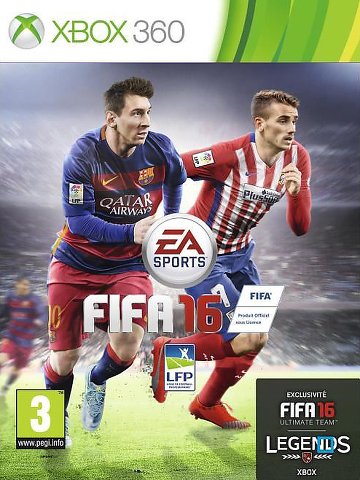 XBOX 360
LFP
QATAR
AIRWAYS
Plus500
EA
SPORTS
FIFA 16
FIFA
Produit Officiel
sous Licence
LFP
3
www.pegi.info
EXCLUSIVITÉ
FIFA 16
ULTIMATE TEAM
LEGENDS
XBOX